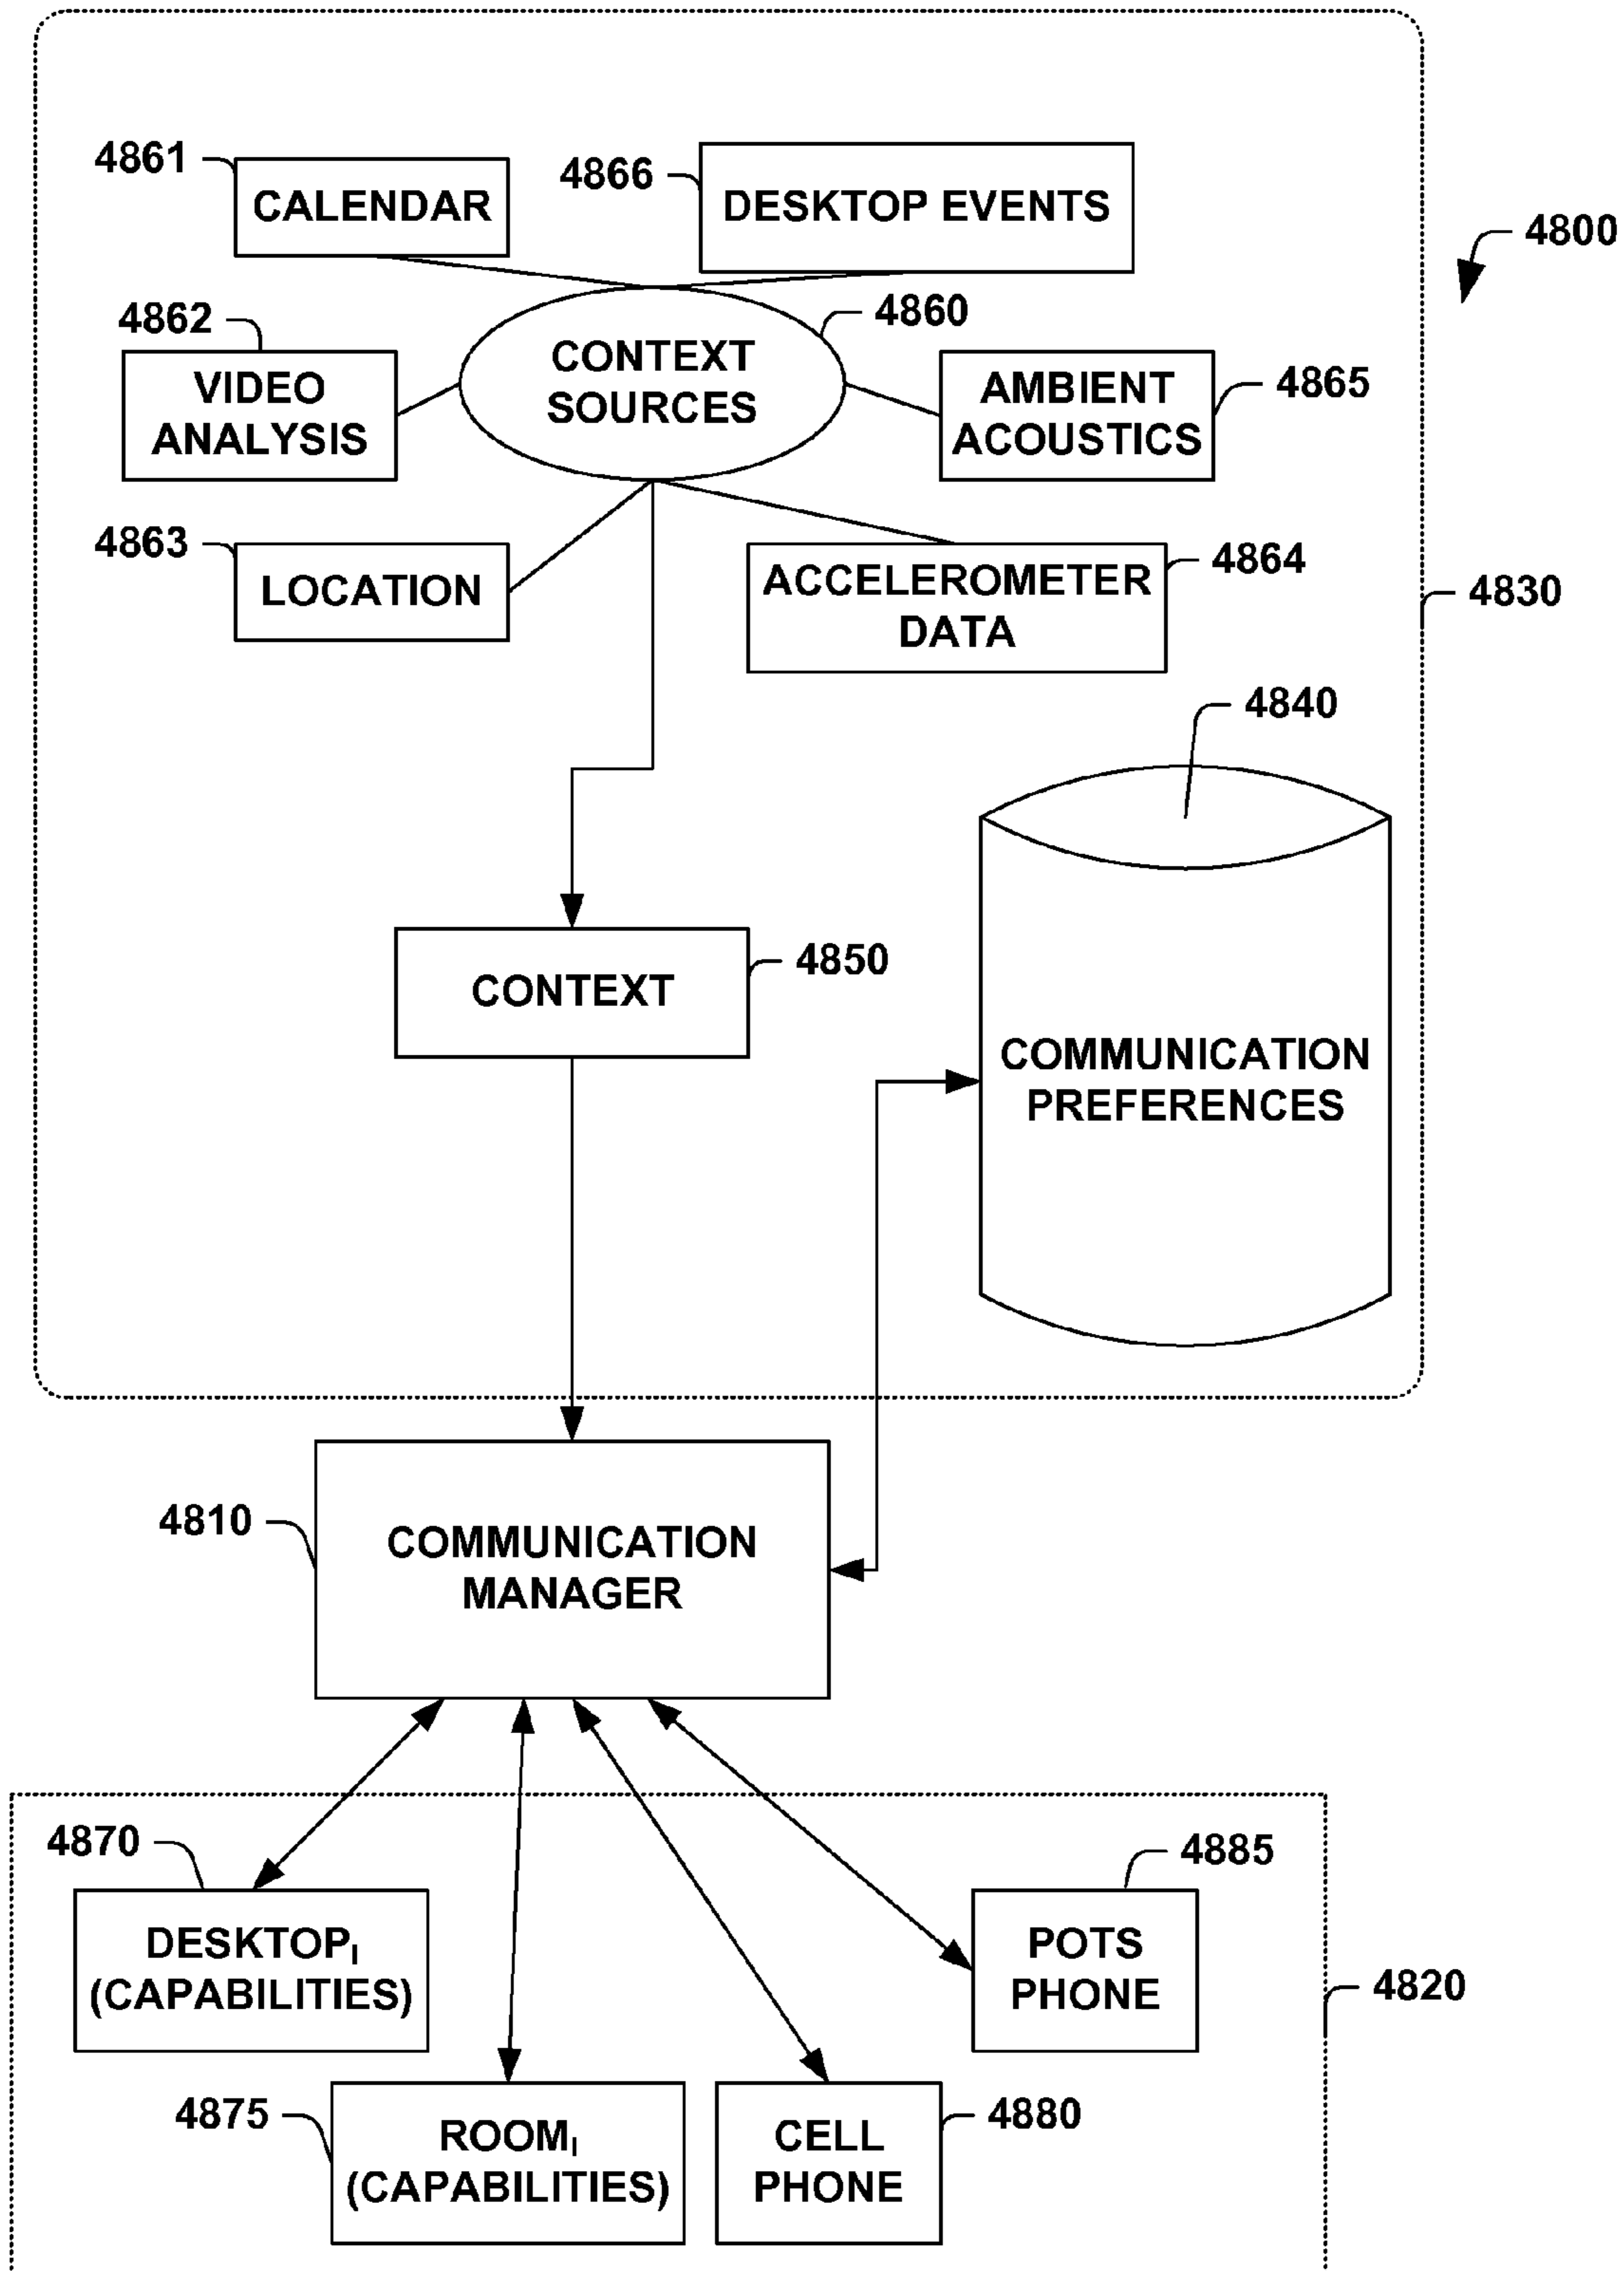 4861
CALENDAR
4866
DESKTOP EVENTS
4800
4862
VIDEO
ANALYSIS
CONTEXT
SOURCES
4860
AMBIENT
ACOUSTICS
4865
4863
LOCATION
ACCELEROMETER
DATA
4864
4830
4840
CONTEXT
4850
COMMUNICATION
PREFERENCES
4810
COMMUNICATION
MANAGER
4870
DESKTOPI
(CAPABILITIES)
4885
POTS
PHONE
4820
4875
ROOMI
(CAPABILITIES)
CELL
PHONE
4880